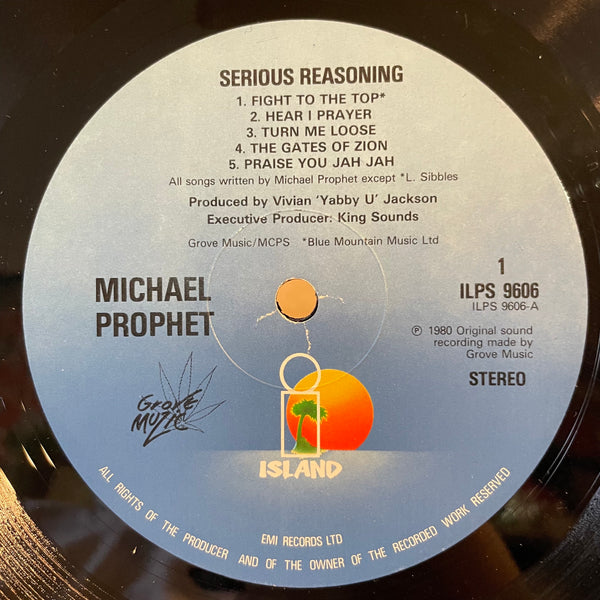 SERIOUS REASONING
1. FIGHT TO THE TOP*
2. HEAR I PRAYER
3. TURN ME LOOSE
4. THE GATES OF ZION
5. PRAISE YOU JAH JAH
All songs written by Michael Prophet except *L. Sibbles
Produced by Vivian 'Yabby U' Jackson
Executive Producer: King Sounds
Grove Music/MCPS *Blue Mountain Music Ltd
MICHAEL
PROPHET
1
ILPS 9606
ILPS 9606-A
℗ 1980 Original sound
recording made by
Grove Music
STEREO
GROVE
MUZIC
ISLAND
EMI RECORDS LTD
ALL RIGHTS OF THE PRODUCER AND OF THE OWNER OF THE RECORDED WORK RESERVED